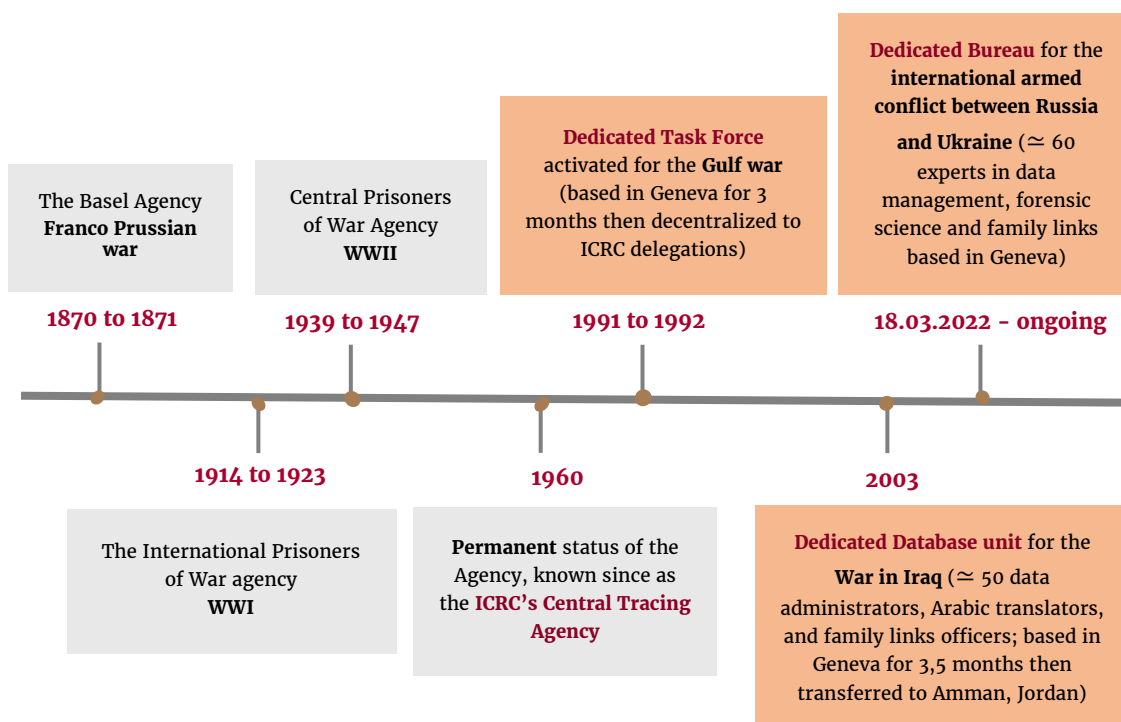 The Basel Agency
Franco Prussian
war
1870 to 1871
The International Prisoners
of War agency
WWI
1914 to 1923
Central Prisoners
of War Agency
WWII
1939 to 1947
Permanent status of the
Agency, known since as
the ICRC’s Central Tracing
Agency
1960
Dedicated Task Force
activated for the Gulf war
(based in Geneva for 3
months then decentralized to
ICRC delegations)
1991 to 1992
Dedicated Database unit for the
War in Iraq (≃ 50 data
administrators, Arabic translators,
and family links officers; based in
Geneva for 3,5 months then
transferred to Amman, Jordan)
2003
Dedicated Bureau for the
international armed
conflict between Russia
and Ukraine (≃ 60
experts in data
management, forensic
science and family links
based in Geneva)
18.03.2022 - ongoing